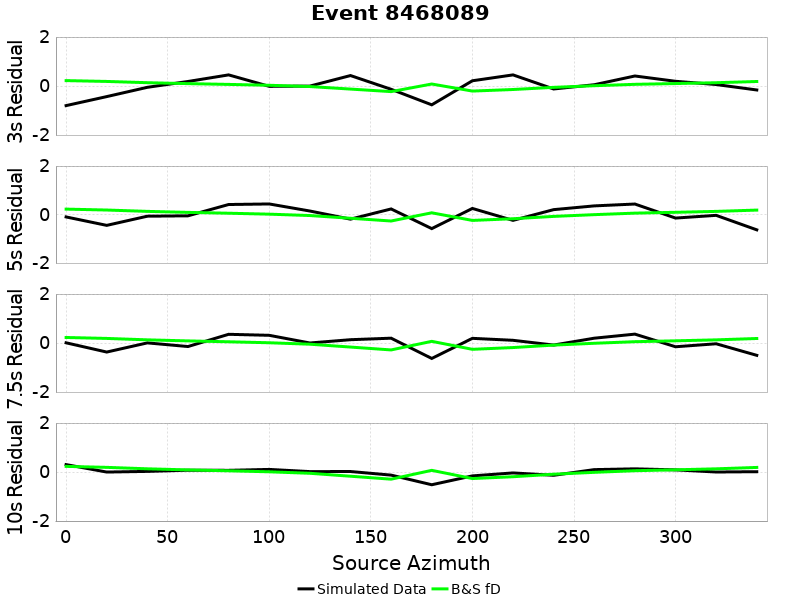 Event 8468089
3s Residual
2
0
-2
5s Residual
2
0
-2
7.5s Residual
2
0
-2
10s Residual
2
0
-2
0 50 100 150 200 250 300
Source Azimuth
Simulated Data B&S fD